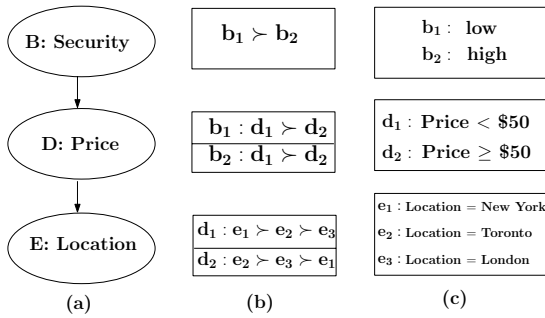 B: Security
b₁ ≻ b₂
b₁ : low
b₂ : high
D: Price
b₁ : d₁ ≻ d₂
b₂ : d₁ ≻ d₂
d₁ : Price < $50
d₂ : Price ≥ $50
E: Location
d₁ : e₁ ≻ e₂ ≻ e₃
d₂ : e₂ ≻ e₃ ≻ e₁
e₁ : Location = New York
e₂ : Location = Toronto
e₃ : Location = London
(a)
(b)
(c)